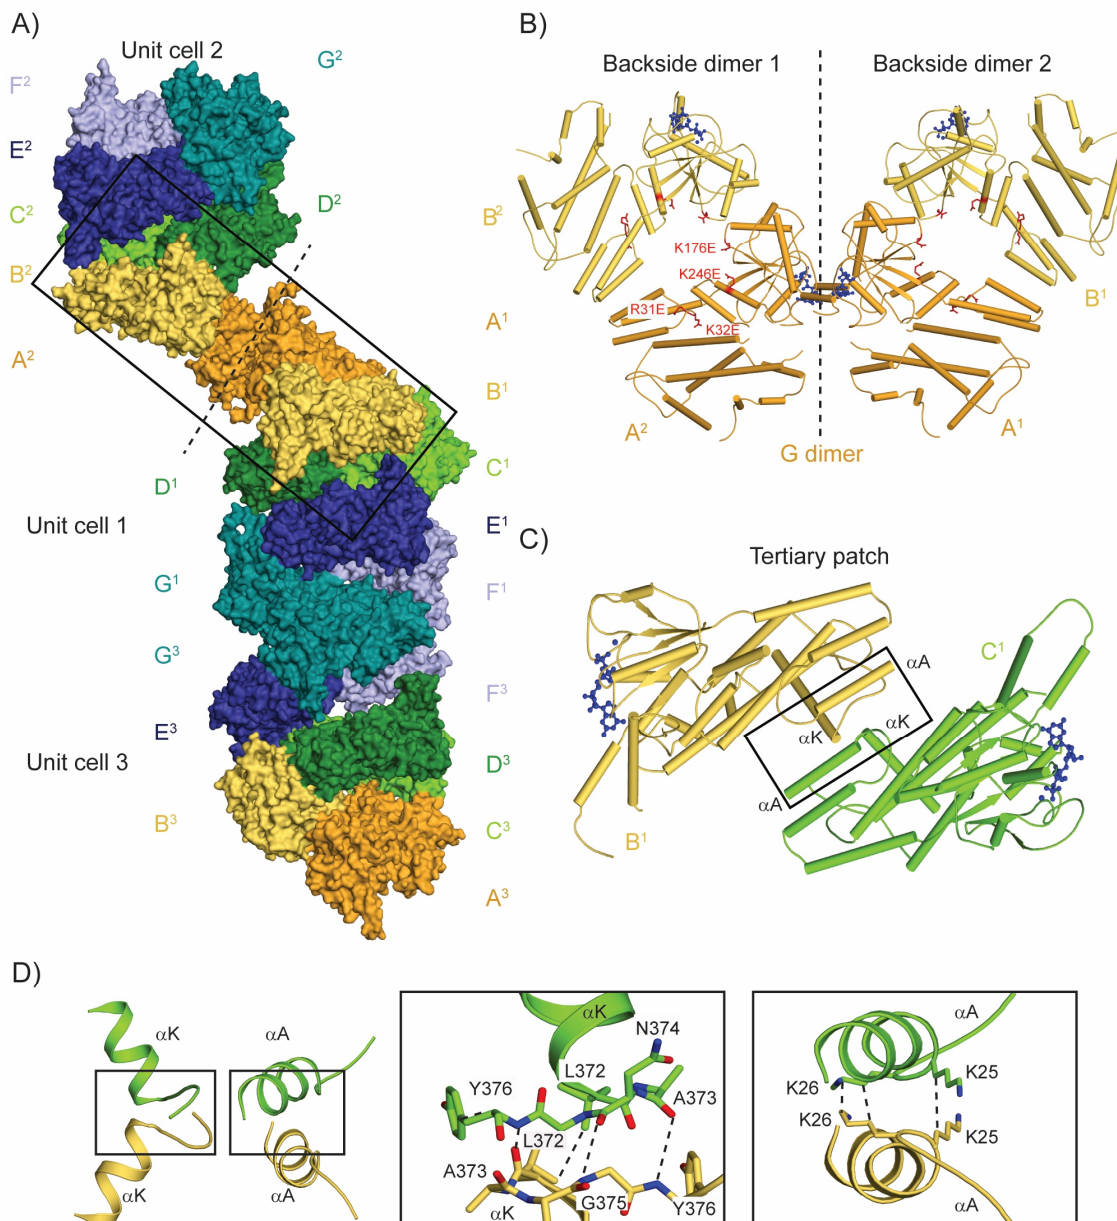 A)
Unit cell 2
G²
F²
E²
C²
D²
B²
A¹
A²
B¹
C¹
D¹
Unit cell 1
E¹
G¹
F¹
G³
F³
E³
Unit cell 3
D³
B³
C³
A³
B)
Backside dimer 1
Backside dimer 2
B²
K176E
K246E
R31E
K32E
B¹
A²
A¹
G dimer
C)
Tertiary patch
C¹
αA
αK
αK
αA
B¹
D)
αK
αA
αK
αA
αK
N374
L372
Y376
A373
L372
A373
G375
αK
Y376
αA
K26
K25
K26
K25
αA